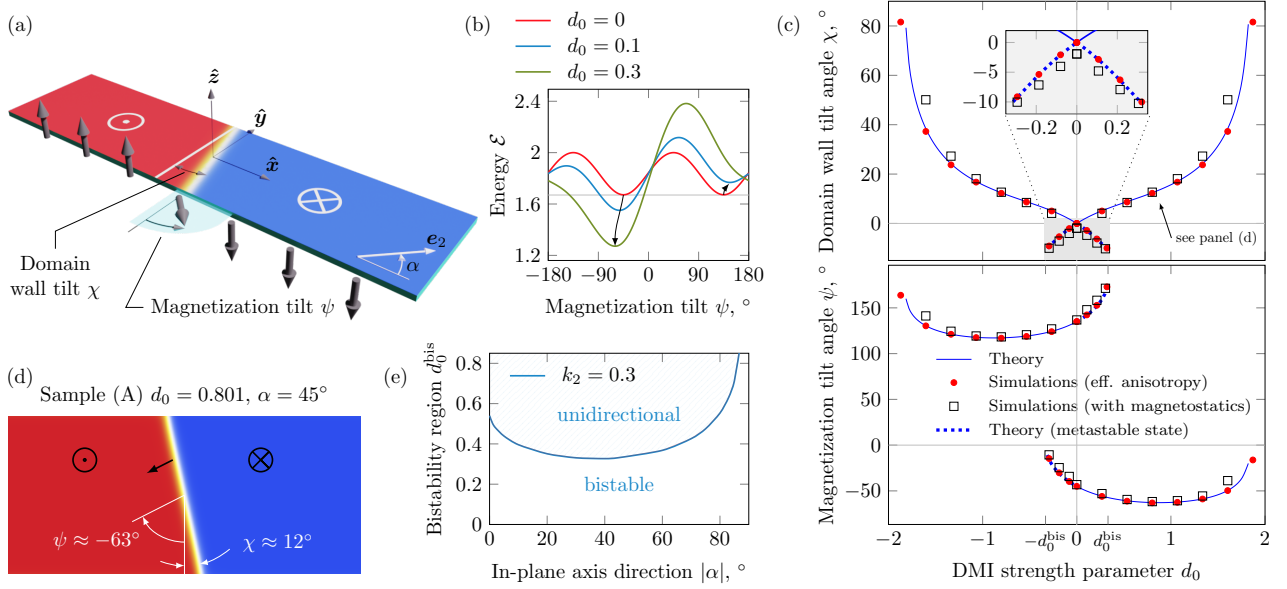 (a)
ẑ
ŷ
x̂
e₂
α
Domain
wall tilt χ
Magnetization tilt ψ
(b)
d₀ = 0
d₀ = 0.1
d₀ = 0.3
Energy ℰ
2.4
2
1.6
1.2
−180 −90 0 90 180
Magnetization tilt ψ, °
(c)
Domain wall tilt angle χ, °
80
60
40
20
0
0
−5
−10
−0.2 0 0.2
see panel (d)
Magnetization tilt angle ψ, °
150
100
50
0
−50
Theory
Simulations (eff. anisotropy)
Simulations (with magnetostatics)
Theory (metastable state)
−2 −1 0 1 2
−d₀ᵇⁱˢ d₀ᵇⁱˢ
DMI strength parameter d₀
(d)
Sample (A) d₀ = 0.801, α = 45°
ψ ≈ −63°
χ ≈ 12°
(e)
Bistability region d₀ᵇⁱˢ
0.8
0.6
0.4
0.2
0
k₂ = 0.3
unidirectional
bistable
0 20 40 60 80
In-plane axis direction |α|, °